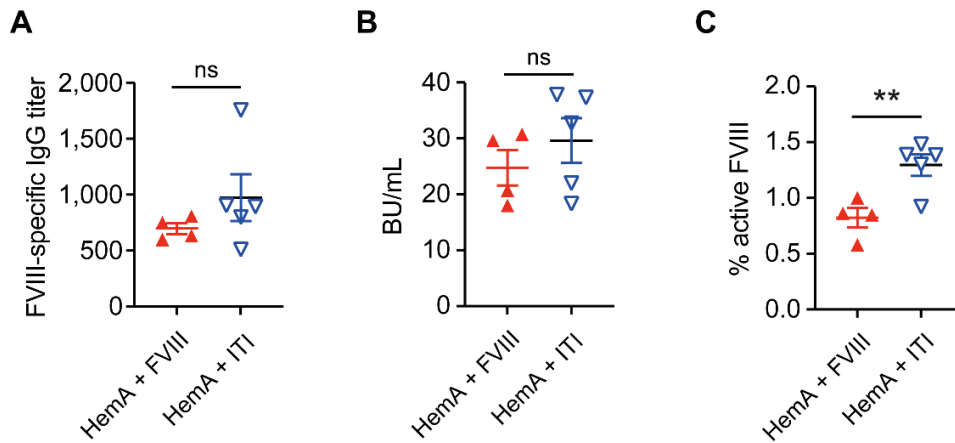 A
FVIII-specific IgG titer
2,000
1,500
1,000
500
0
ns
HemA + FVIII
HemA + ITI
B
BU/mL
40
30
20
10
0
ns
HemA + FVIII
HemA + ITI
C
% active FVIII
2.0
1.5
1.0
0.5
0.0
**
HemA + FVIII
HemA + ITI